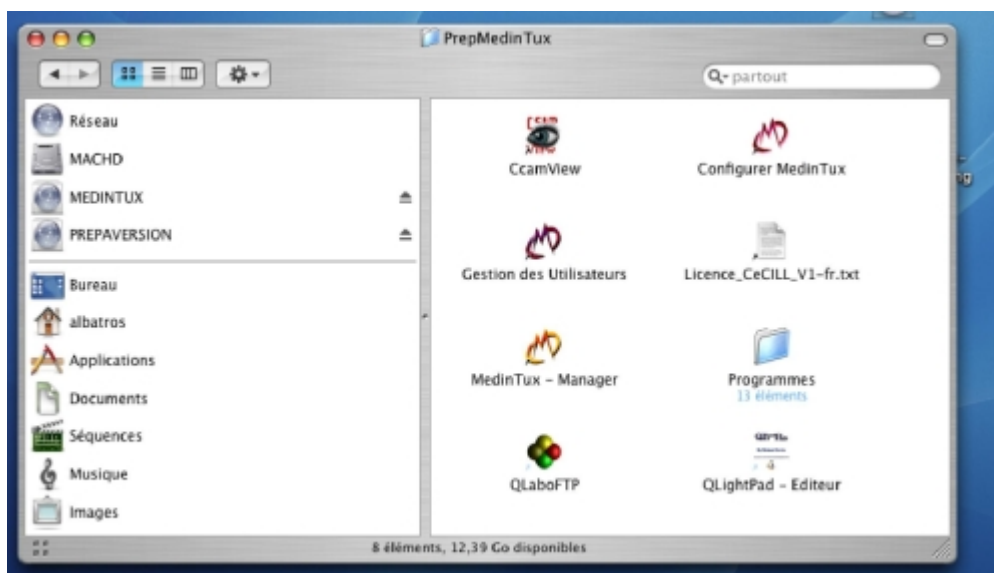 PrepMedinTux
partout
Réseau
MACHD
MEDINTUX
PREPAVERSION
Bureau
albatros
Applications
Documents
Séquences
Musique
Images
CcamView
Configurer MedinTux
Gestion des Utilisateurs
Licence_CeCILL_V1-fr.txt
MedinTux - Manager
Programmes
13 éléments
QLaboFTP
QLightPad - Editeur
8 éléments, 12,39 Go disponibles